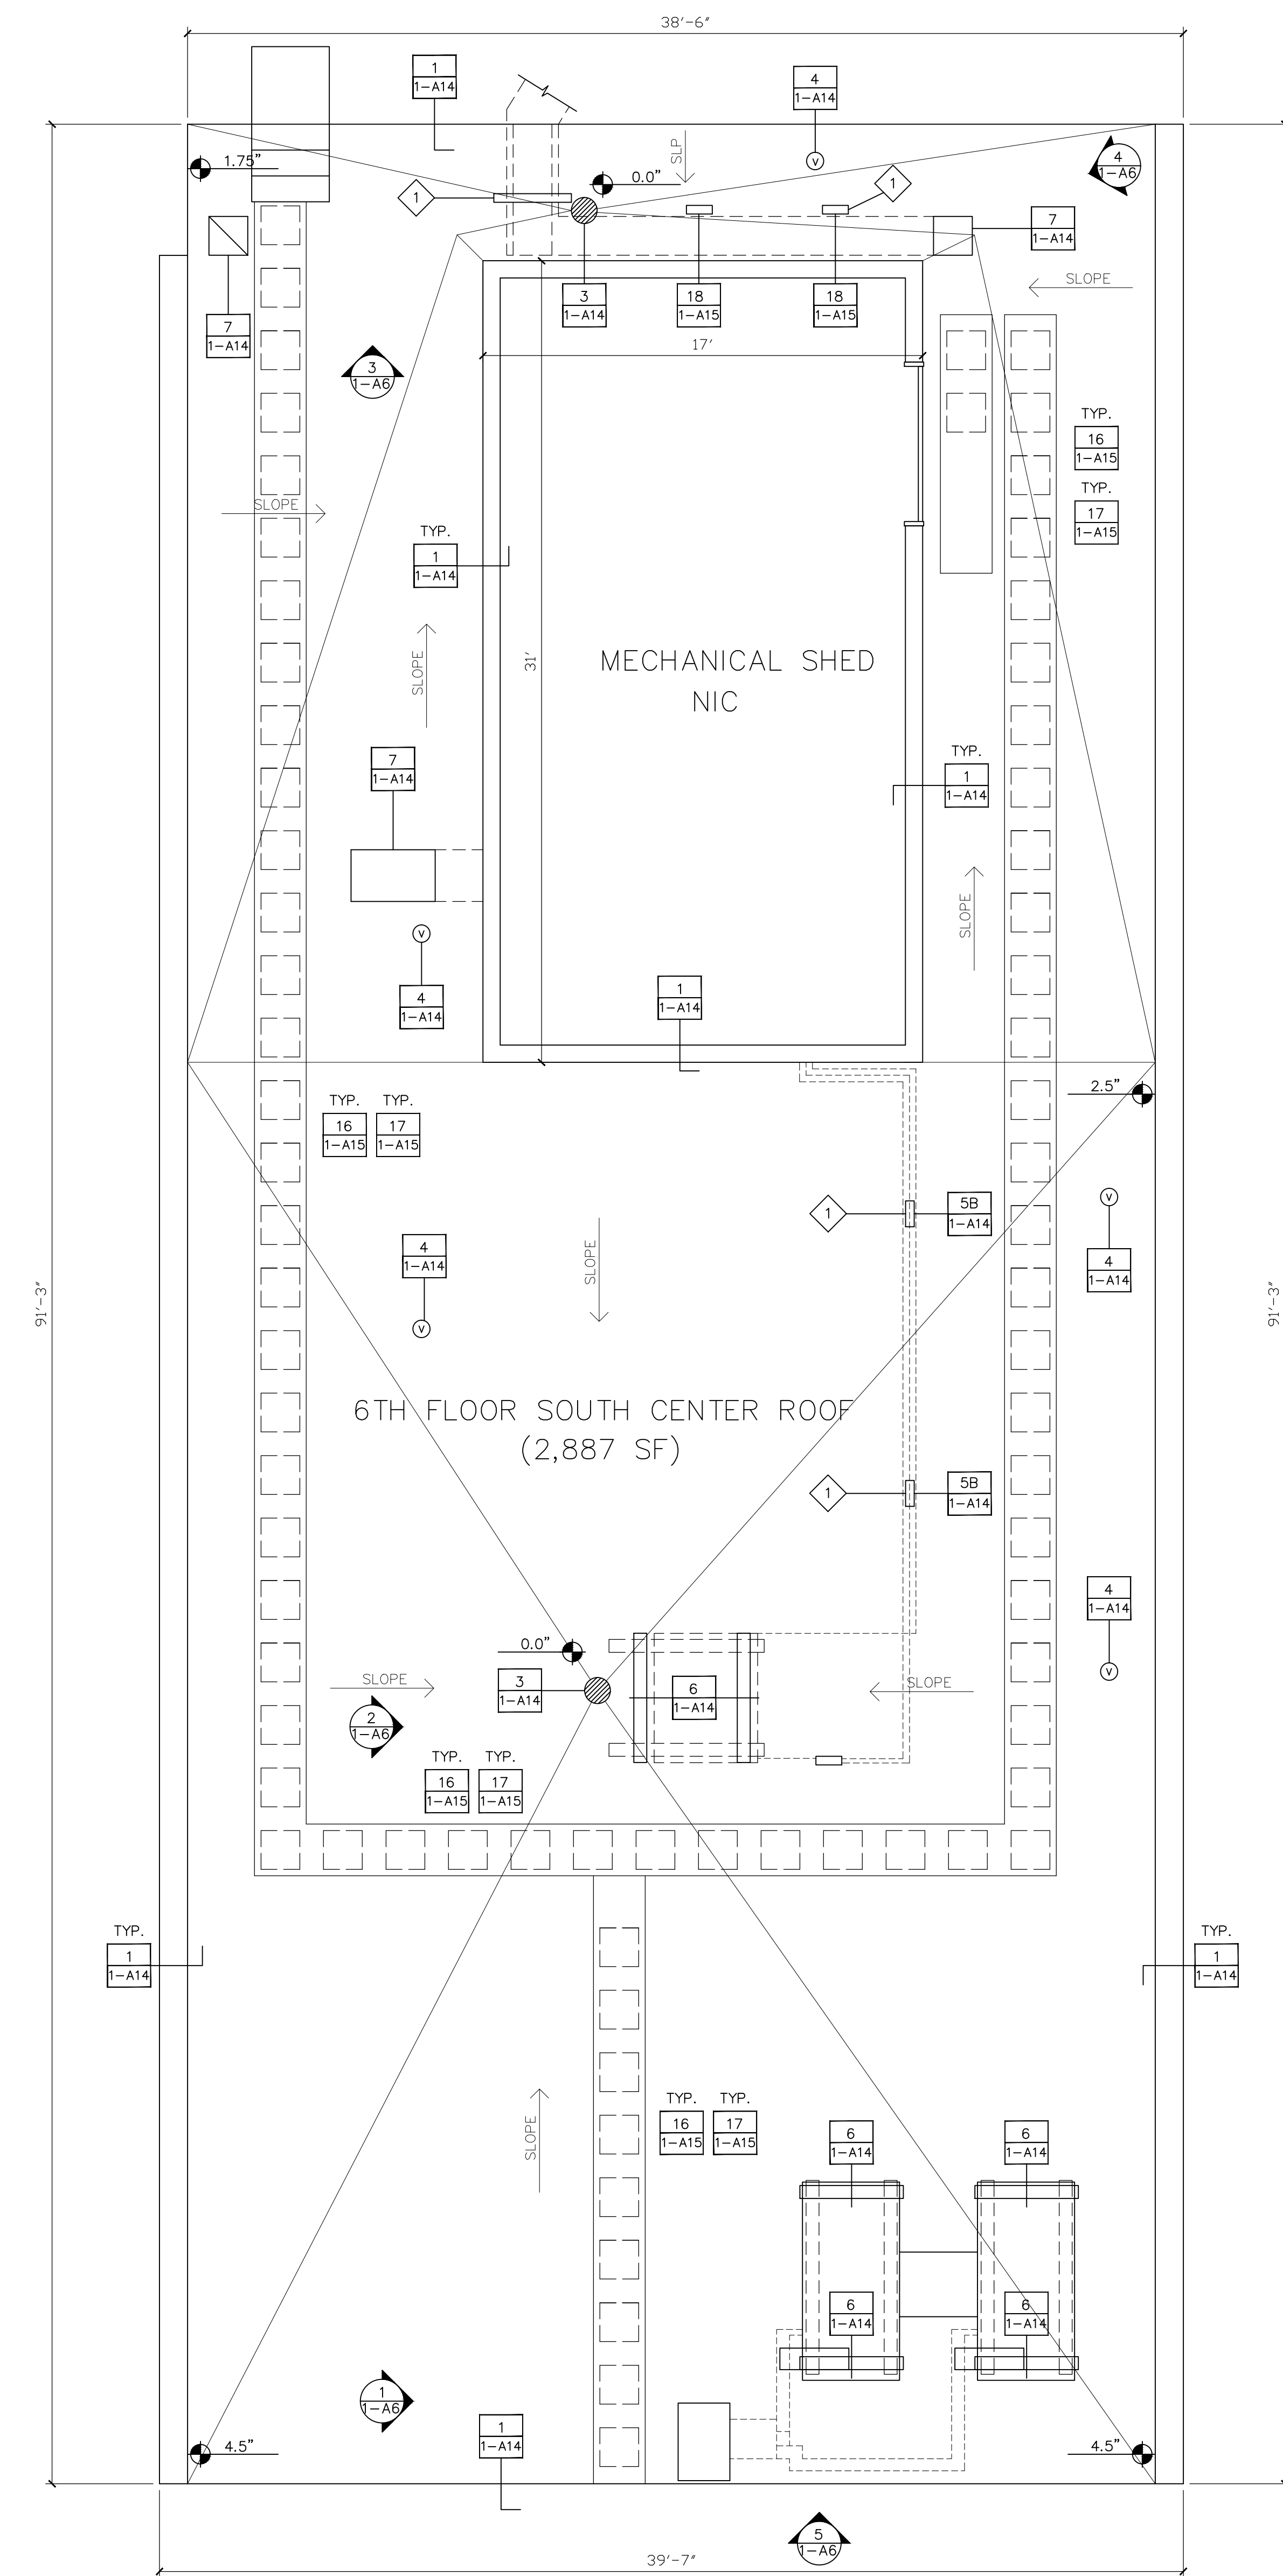 38'-6"
1
1-A14
4
1-A14
SLP
4
1-A6
1.75"
0.0"
1
1
7
1-A14
SLOPE
7
1-A14
3
1-A14
18
1-A15
18
1-A15
17'
3
1-A6
TYP.
16
1-A15
TYP.
17
1-A15
SLOPE
TYP.
1
1-A14
SLOPE
31'
MECHANICAL SHED
NIC
7
1-A14
TYP.
1
1-A14
SLOPE
V
4
1-A14
1
1-A14
2.5"
TYP.
16
1-A15
TYP.
17
1-A15
1
5B
1-A14
V
4
1-A14
4
1-A14
V
SLOPE
91'-3"
91'-3"
6TH FLOOR SOUTH CENTER ROOF
(2,887 SF)
1
5B
1-A14
4
1-A14
V
0.0"
3
1-A14
6
1-A14
SLOPE
SLOPE
2
1-A6
TYP.
16
1-A15
TYP.
17
1-A15
TYP.
1
1-A14
TYP.
1
1-A14
SLOPE
TYP.
16
1-A15
TYP.
17
1-A15
6
1-A14
6
1-A14
6
1-A14
6
1-A14
1
1-A6
1
1-A14
4.5"
4.5"
5
1-A6
39'-7"